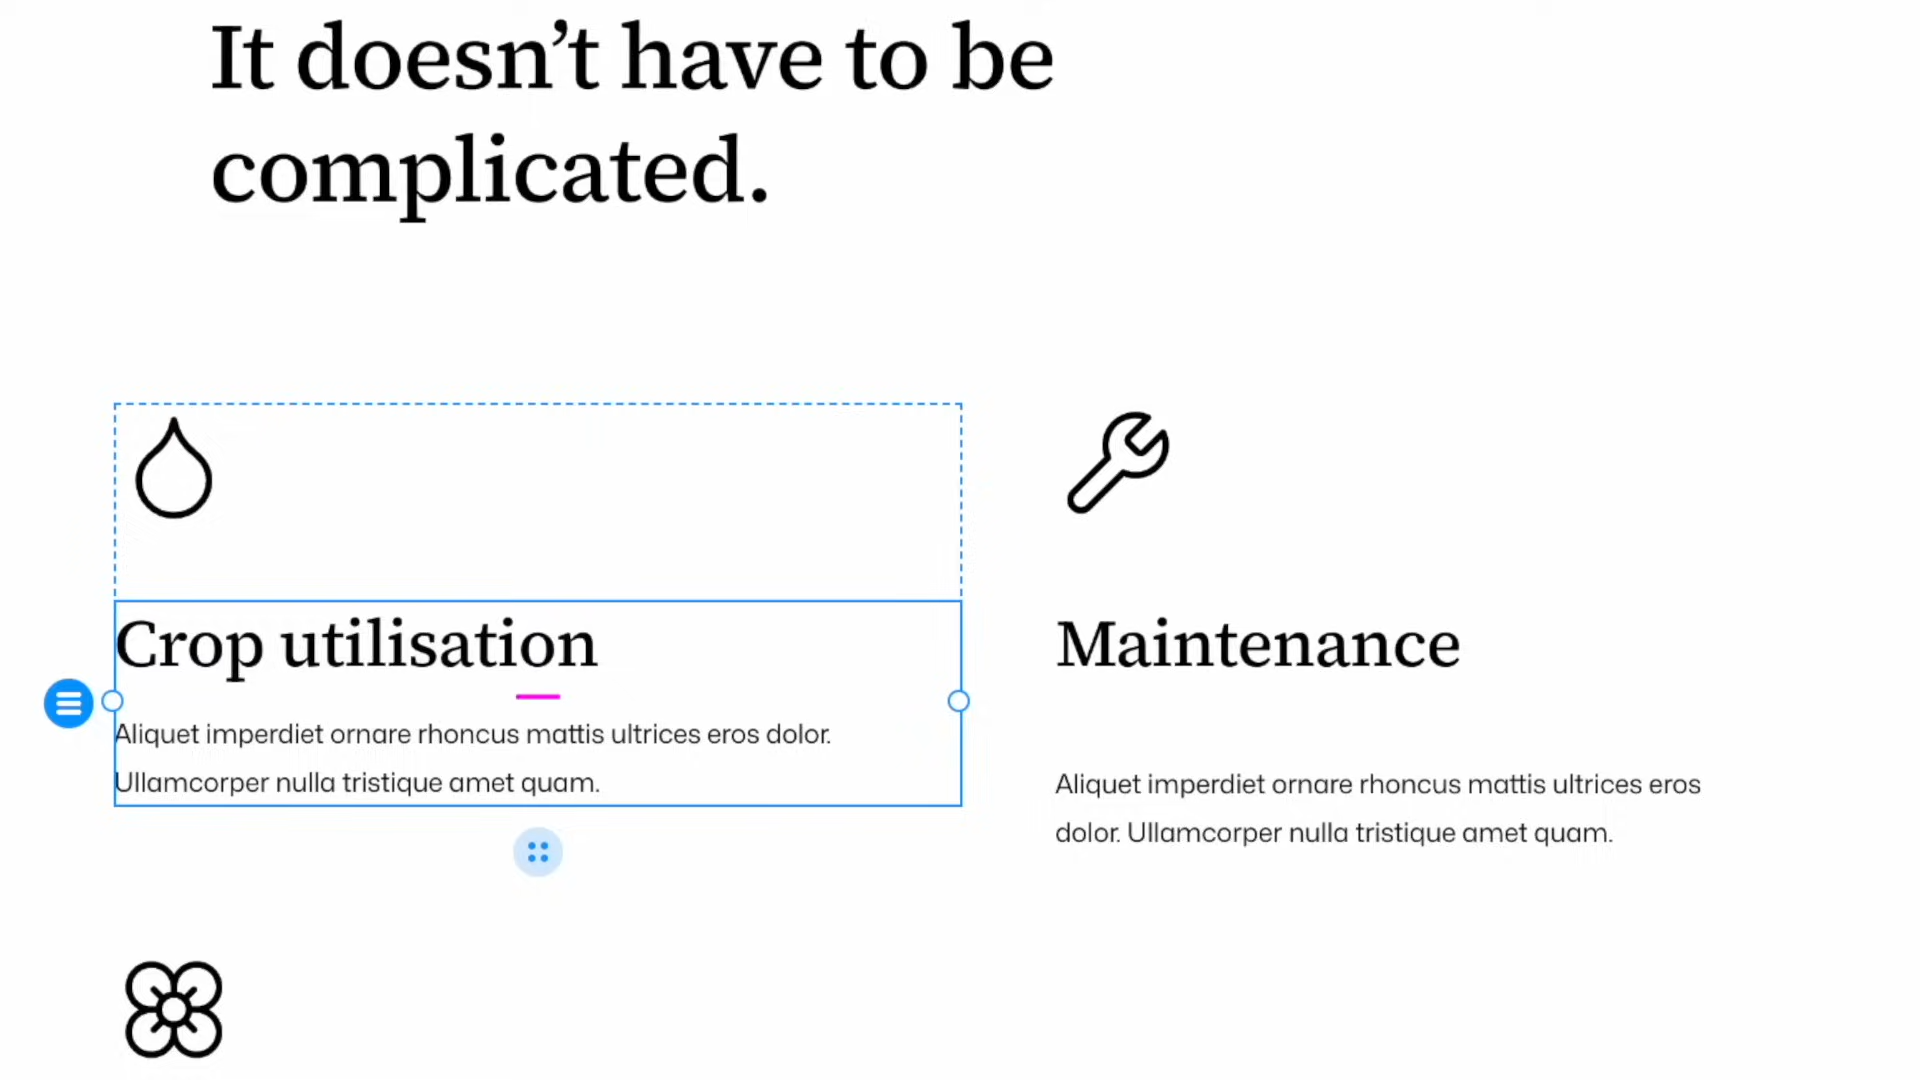 It doesn’t have to be
complicated.
Crop utilisation
Aliquet imperdiet ornare rhoncus mattis ultrices eros dolor.
Ullamcorper nulla tristique amet quam.
Maintenance
Aliquet imperdiet ornare rhoncus mattis ultrices eros
dolor. Ullamcorper nulla tristique amet quam.